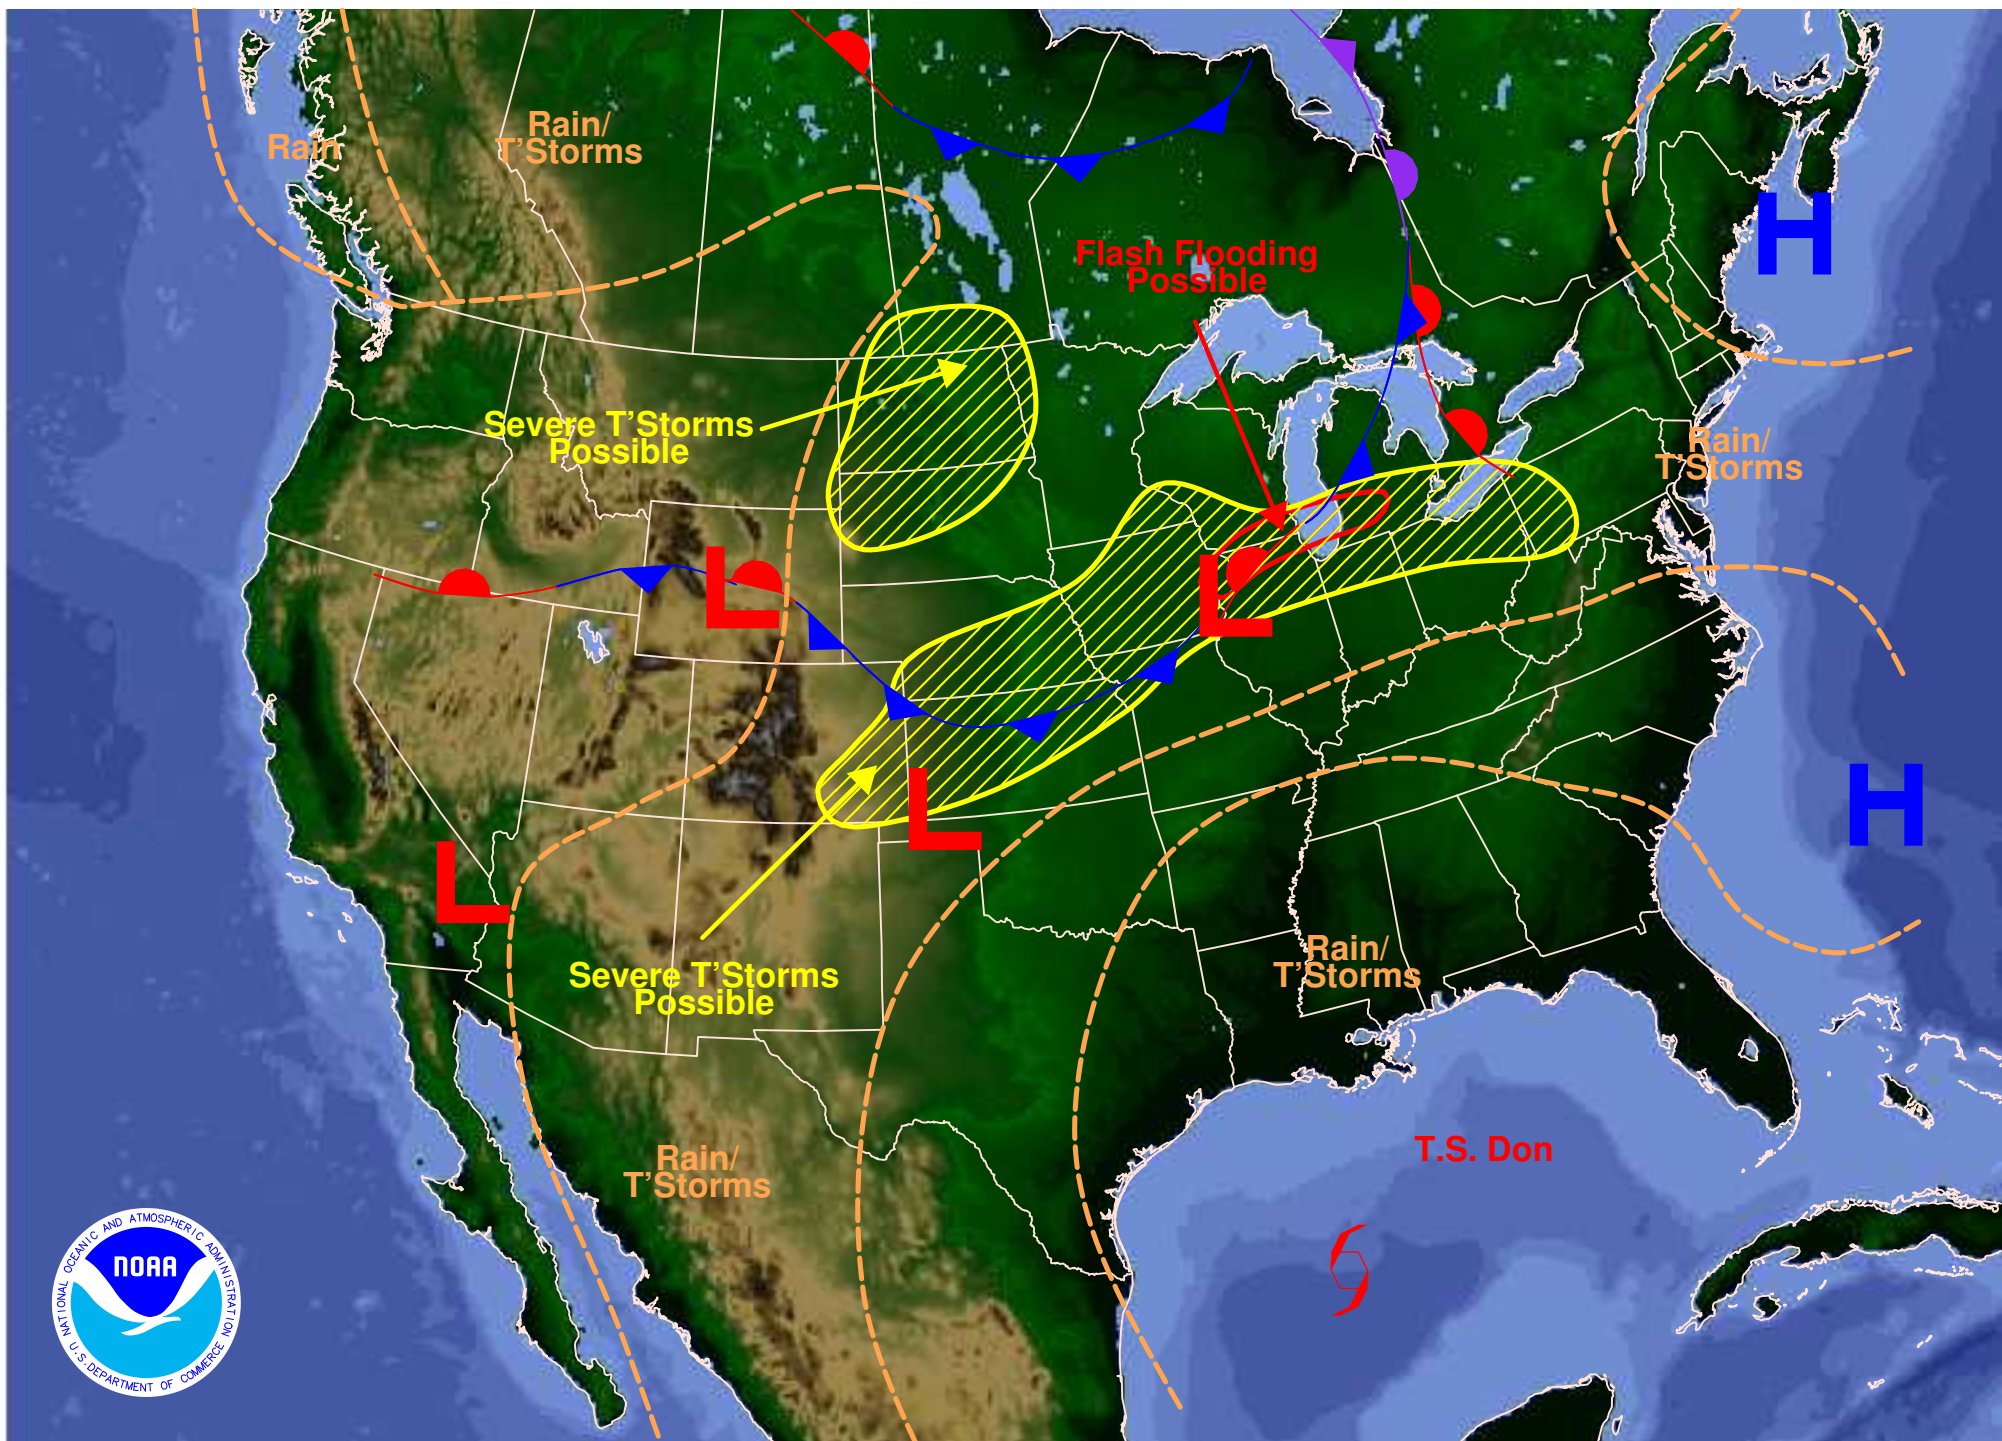 Rain
Rain/
T'Storms
H
Flash Flooding
Possible
Severe T'Storms
Possible
Rain/
T'Storms
L
L
H
L
L
Severe T'Storms
Possible
Rain/
T'Storms
T.S. Don
Rain/
T'Storms
NATIONAL OCEANIC AND ATMOSPHERIC ADMINISTRATION
NOAA
U.S. DEPARTMENT OF COMMERCE